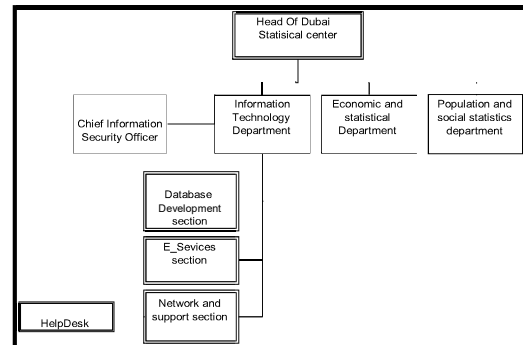 Head Of Dubai
Statisical center
Chief Information
Security Officer
Information
Technology
Department
Economic and
statistical
Department
Population and
social statistics
department
Database
Development
section
E_Sevices
section
Network and
support section
HelpDesk